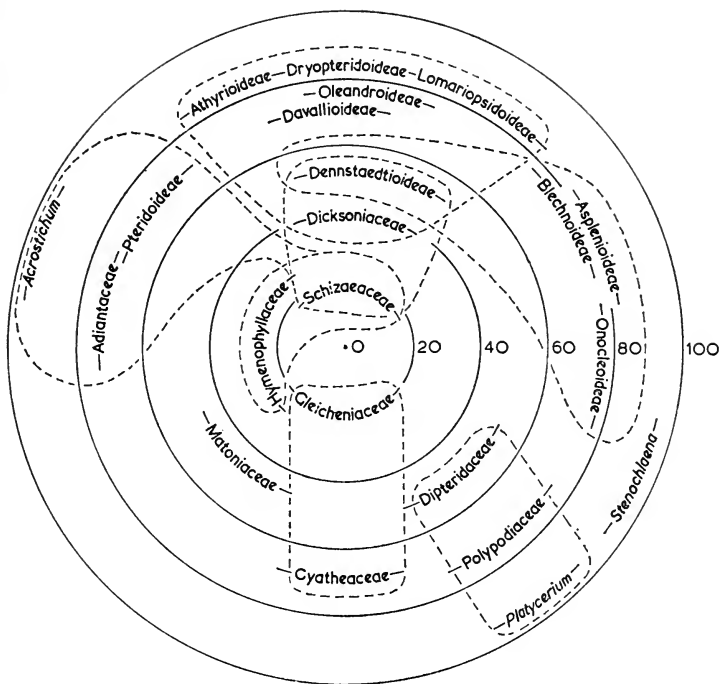 Athyrioideae—Dryopteridoideae—Lomariopsidoideae
Oleandroideae
Davallioideae
Dennstaedtioideae
Dicksoniaceae
Schizaeaceae
Hymenophyllaceae
Acrostichum
Adiantaceae—Pteridoideae
Blechnoideae
Asplenioideae
Onocleoideae
0 20 40 60 80 100
Gleicheniaceae
Matoniaceae
Dipteridaceae
Polypodiaceae
Stenochlaena
Cyatheaceae
Platycerium